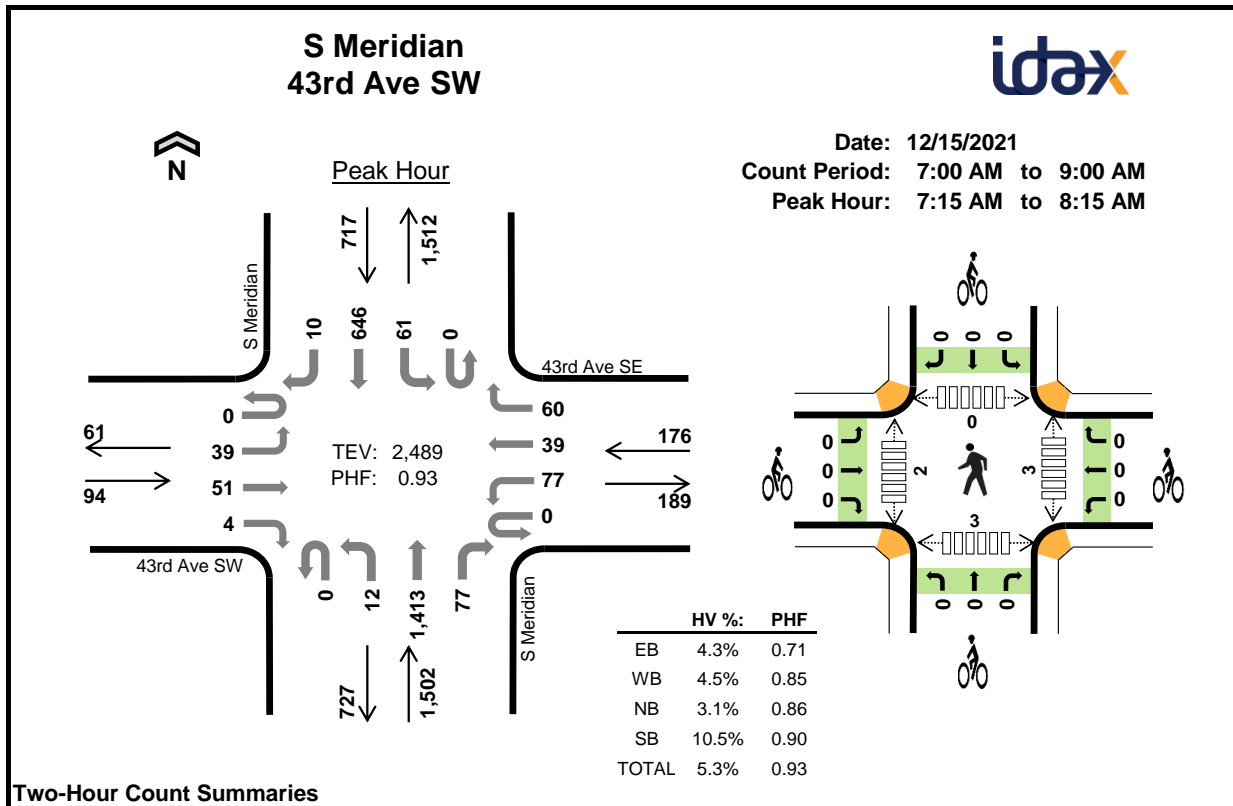 S Meridian
43rd Ave SW
idax
Date: 12/15/2021
Count Period: 7:00 AM to 9:00 AM
Peak Hour: 7:15 AM to 8:15 AM
N
Peak Hour
717
1,512
S Meridian
10
646
61
0
43rd Ave SE
0
39
51
4
61
94
TEV: 2,489
PHF: 0.93
60
39
77
0
176
189
43rd Ave SW
0
12
1,413
77
S Meridian
727
1,502
0 0 0
0
0
0
0
0
2
3
0
0
0
3
0 0 0
HV %: PHF
EB 4.3% 0.71
WB 4.5% 0.85
NB 3.1% 0.86
SB 10.5% 0.90
TOTAL 5.3% 0.93
Two-Hour Count Summaries